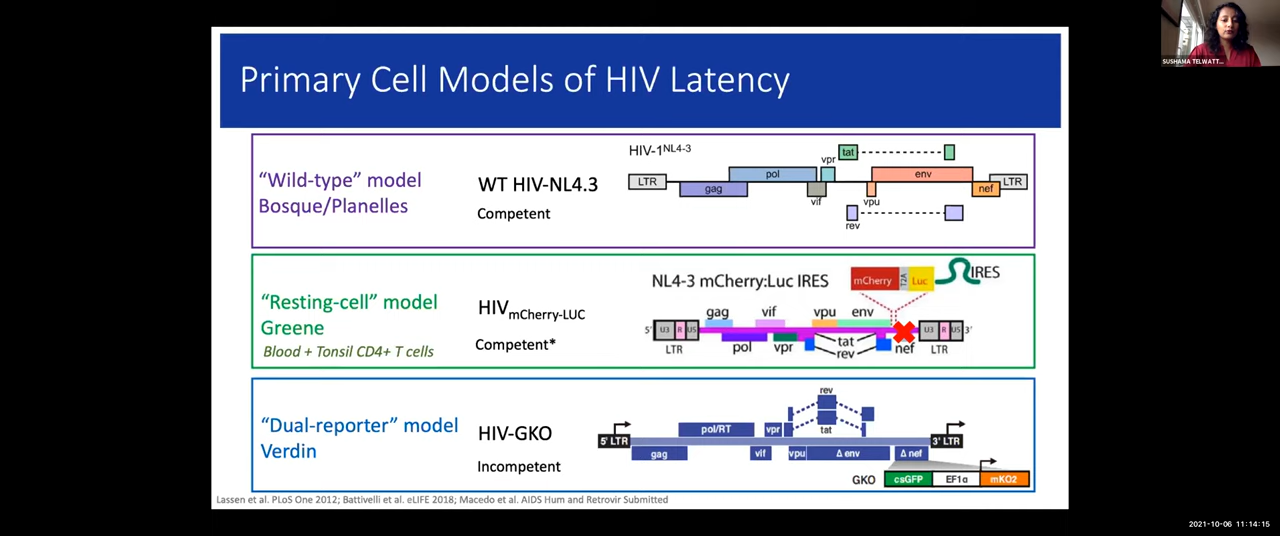 SUSHAMA TELWATT...
Primary Cell Models of HIV Latency
"Wild-type" model
Bosque/Planelles
WT HIV-NL4.3
Competent
HIV-1NL4-3
LTR
gag
pol
vif
vpr
tat
rev
vpu
env
nef
LTR
"Resting-cell" model
Greene
Blood + Tonsil CD4+ T cells
HIVmCherry-LUC
Competent*
NL4-3 mCherry:Luc IRES
mCherry T2A Luc IRES
gag vif vpu env
5' U3 R U5
U3 R U5 3'
LTR pol vpr tat rev nef LTR
"Dual-reporter" model
Verdin
HIV-GKO
Incompetent
rev
tat
pol/RT vpr
5' LTR
3' LTR
gag vif vpu Δ env Δ nef
GKO csGFP EF1α mKO2
Lassen et al. PLoS One 2012; Battivelli et al. eLIFE 2018; Macedo et al. AIDS Hum and Retrovir Submitted
2021-10-06 11:14:15